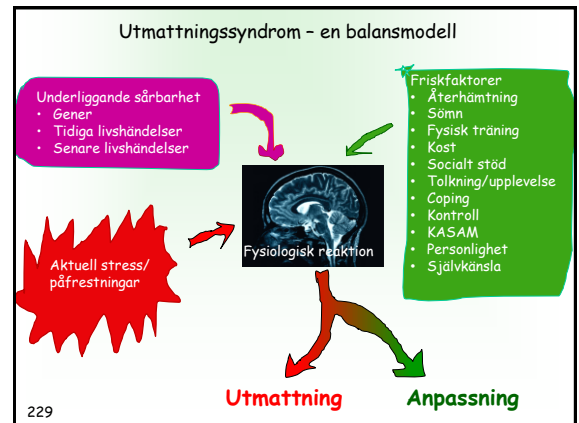 Utmattningssyndrom – en balansmodell
Underliggande sårbarhet
• Gener
• Tidiga livshändelser
• Senare livshändelser
Friskfaktorer
• Återhämtning
• Sömn
• Fysisk träning
• Kost
• Socialt stöd
• Tolkning/upplevelse
• Coping
• Kontroll
• KASAM
• Personlighet
• Självkänsla
Fysiologisk reaktion
Aktuell stress/
påfrestningar
Utmattning
Anpassning
229